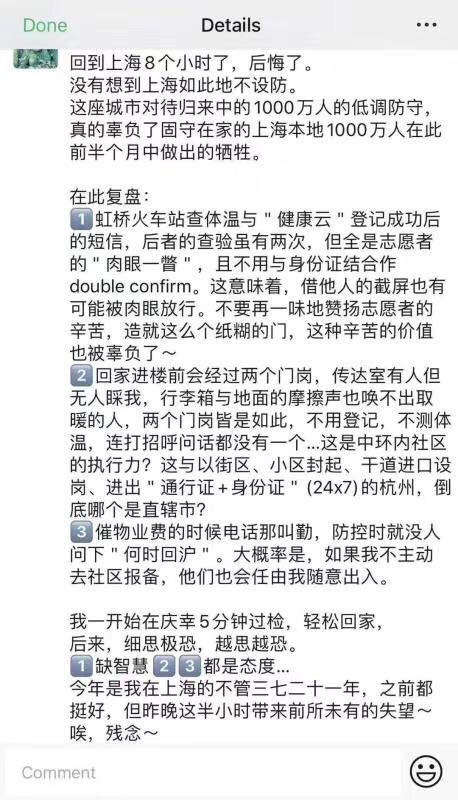 Done Details ...
回到上海8个小时了，后悔了。
没有想到上海如此地不设防。
这座城市对待归来中的1000万人的低调防守，
真的辜负了固守在家的上海本地1000万人在此
前半个月中做出的牺牲。
在此复盘：
1️⃣虹桥火车站查体温与＂健康云＂登记成功后
的短信，后者的查验虽有两次，但全是志愿者
的＂肉眼一瞥＂，且不用与身份证结合作
double confirm。这意味着，借他人的截屏也有
可能被肉眼放行。不要再一味地赞扬志愿者的
辛苦，造就这么个纸糊的门，这种辛苦的价值
也被辜负了～
2️⃣回家进楼前会经过两个门岗，传达室有人但
无人睬我，行李箱与地面的摩擦声也唤不出取
暖的人，两个门岗皆是如此，不用登记，不测体
温，连打招呼问话都没有一个...这是中环内社区
的执行力？这与以街区、小区封起、干道进口设
岗、进出＂通行证+身份证＂(24x7)的杭州，倒
底哪个是直辖市？
3️⃣催物业费的时候电话那叫勤，防控时就没人
问下＂何时回沪＂。大概率是，如果我不主动
去社区报备，他们也会任由我随意出入。
我一开始在庆幸5分钟过检，轻松回家，
后来，细思极恐，越思越恐。
1️⃣缺智慧2️⃣3️⃣都是态度...
今年是我在上海的不管三七二十一年，之前都
挺好，但昨晚这半小时带来前所未有的失望～
唉，残念～
Comment